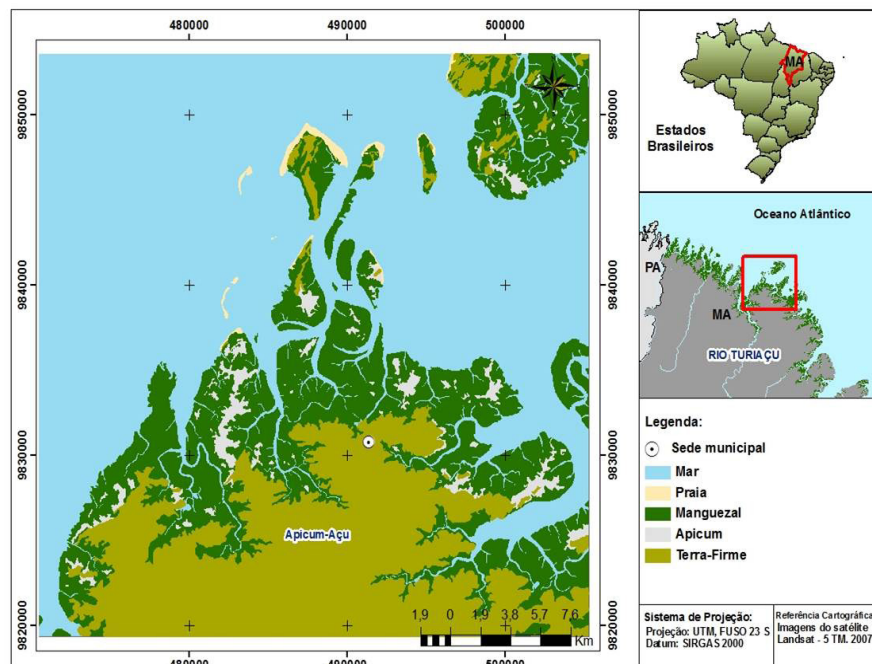 480000
490000
500000
9850000
9850000
9840000
9840000
9830000
9830000
9820000
9820000
Apicum-Açu
1,9 0 1,9 3,8 5,7 7,6
Km
480000
490000
500000
MA
Estados
Brasileiros
Oceano Atlântico
PA
MA
RIO TURIAÇU
Legenda:
Sede municipal
Mar
Praia
Manguezal
Apicum
Terra-Firme
Sistema de Projeção:
Projeção: UTM, FUSO 23 S
Datum: SIRGAS 2000
Referência Cartográfica
Imagens do satélite
Landsat - 5 TM. 2007